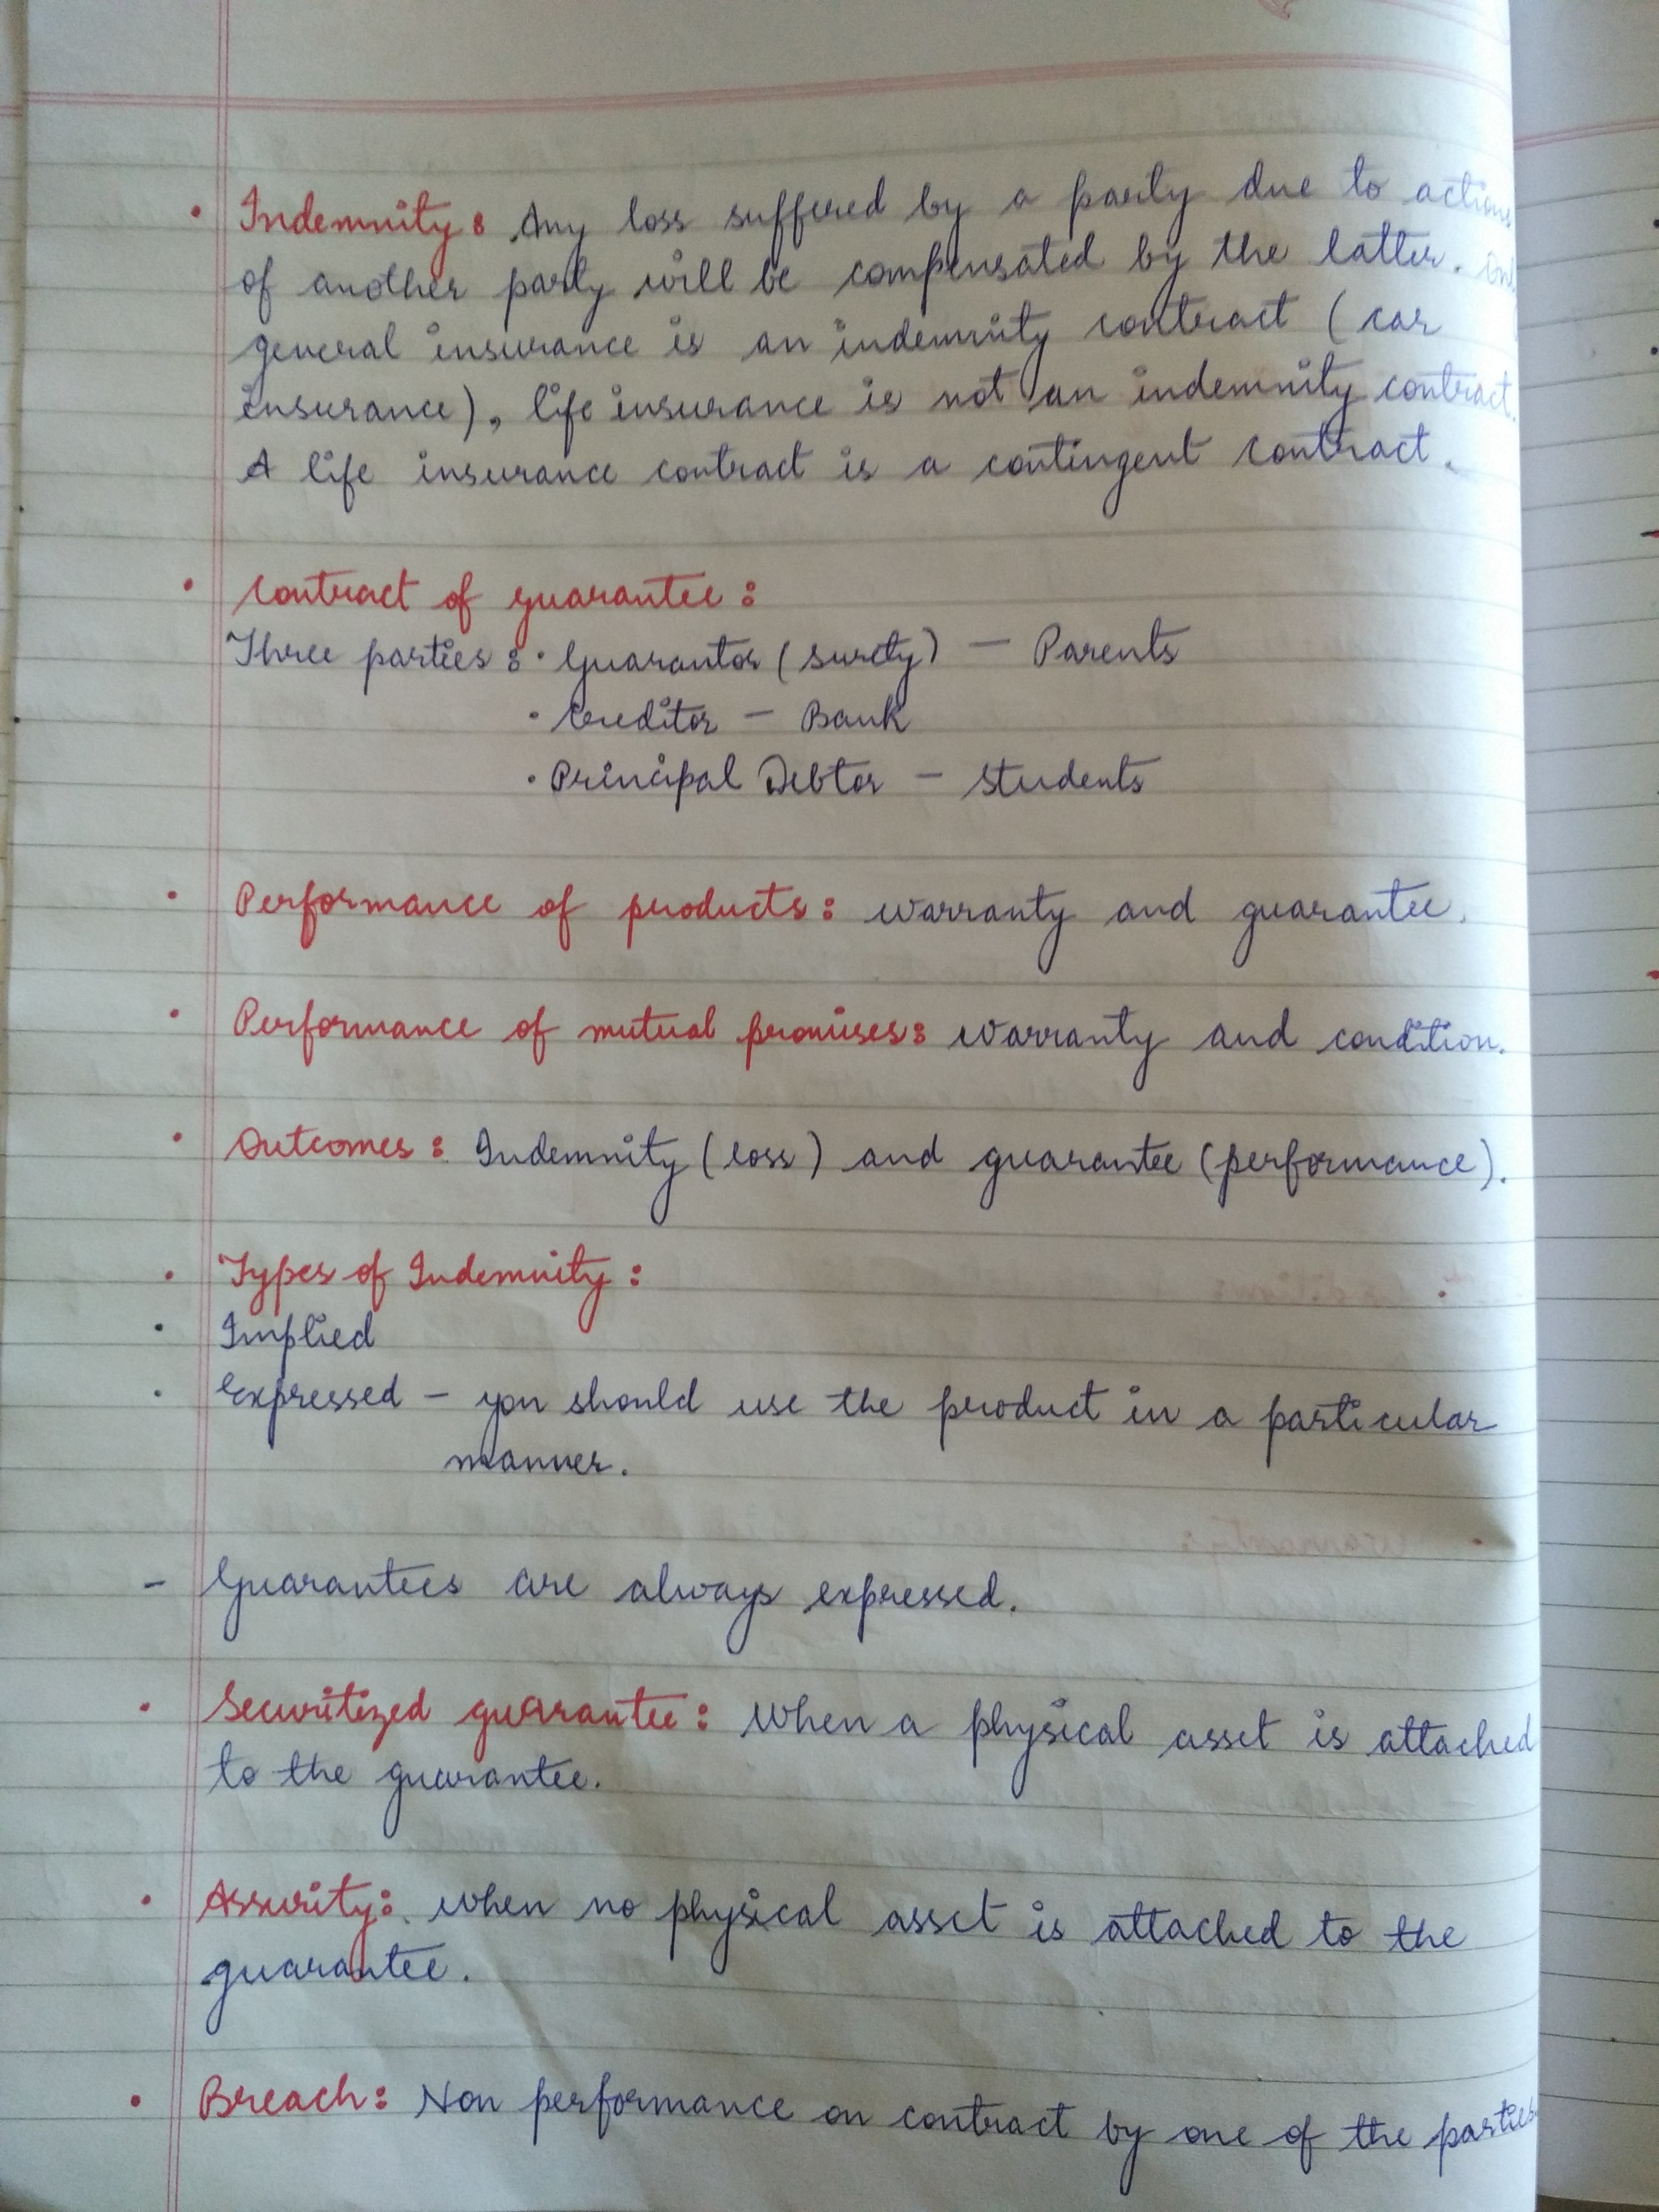 • Indemnity: Any loss suffered by a party due to actions
of another party will be compensated by the latter.
general insurance is an indemnity contract (car
insurance), life insurance is not an indemnity contract.
A life insurance contract is a contingent contract.
• Contract of guarantee:
Three parties: • Guarantor (surety) – Parents
• Creditor – Bank
• Principal Debtor – Students
• Performance of products: warranty and guarantee.
• Performance of mutual promises: Warranty and condition.
• Outcomes: Indemnity (loss) and guarantee (performance).
• Types of Indemnity:
• Implied
• Expressed – you should use the product in a particular
manner.
– Guarantees are always expressed.
• Securitized guarantee: When a physical asset is attached
to the guarantee.
• Assurity: When no physical asset is attached to the
guarantee.
• Breach: Non performance on contract by one of the parties